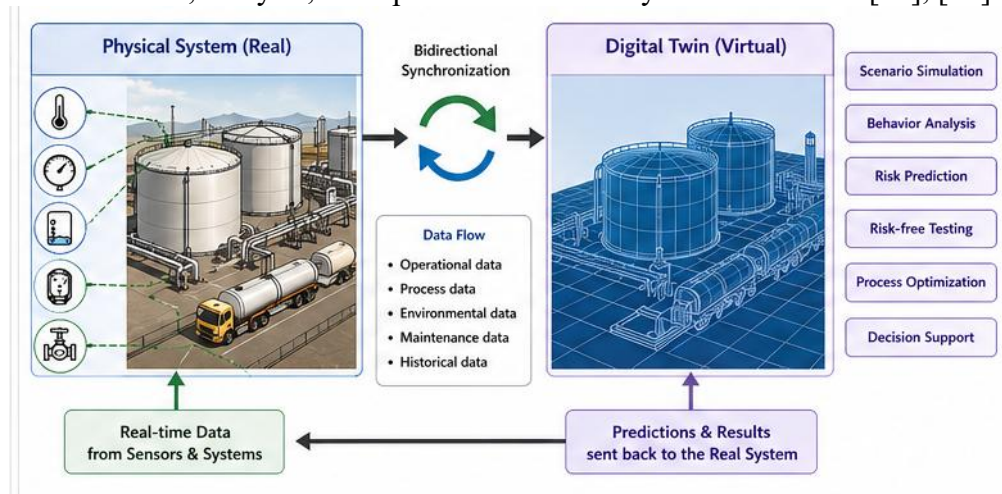 Physical System (Real)
Bidirectional
Synchronization
Digital Twin (Virtual)
Scenario Simulation
Behavior Analysis
Risk Prediction
Risk-free Testing
Process Optimization
Decision Support
Data Flow
• Operational data
• Process data
• Environmental data
• Maintenance data
• Historical data
Real-time Data
from Sensors & Systems
Predictions & Results
sent back to the Real System